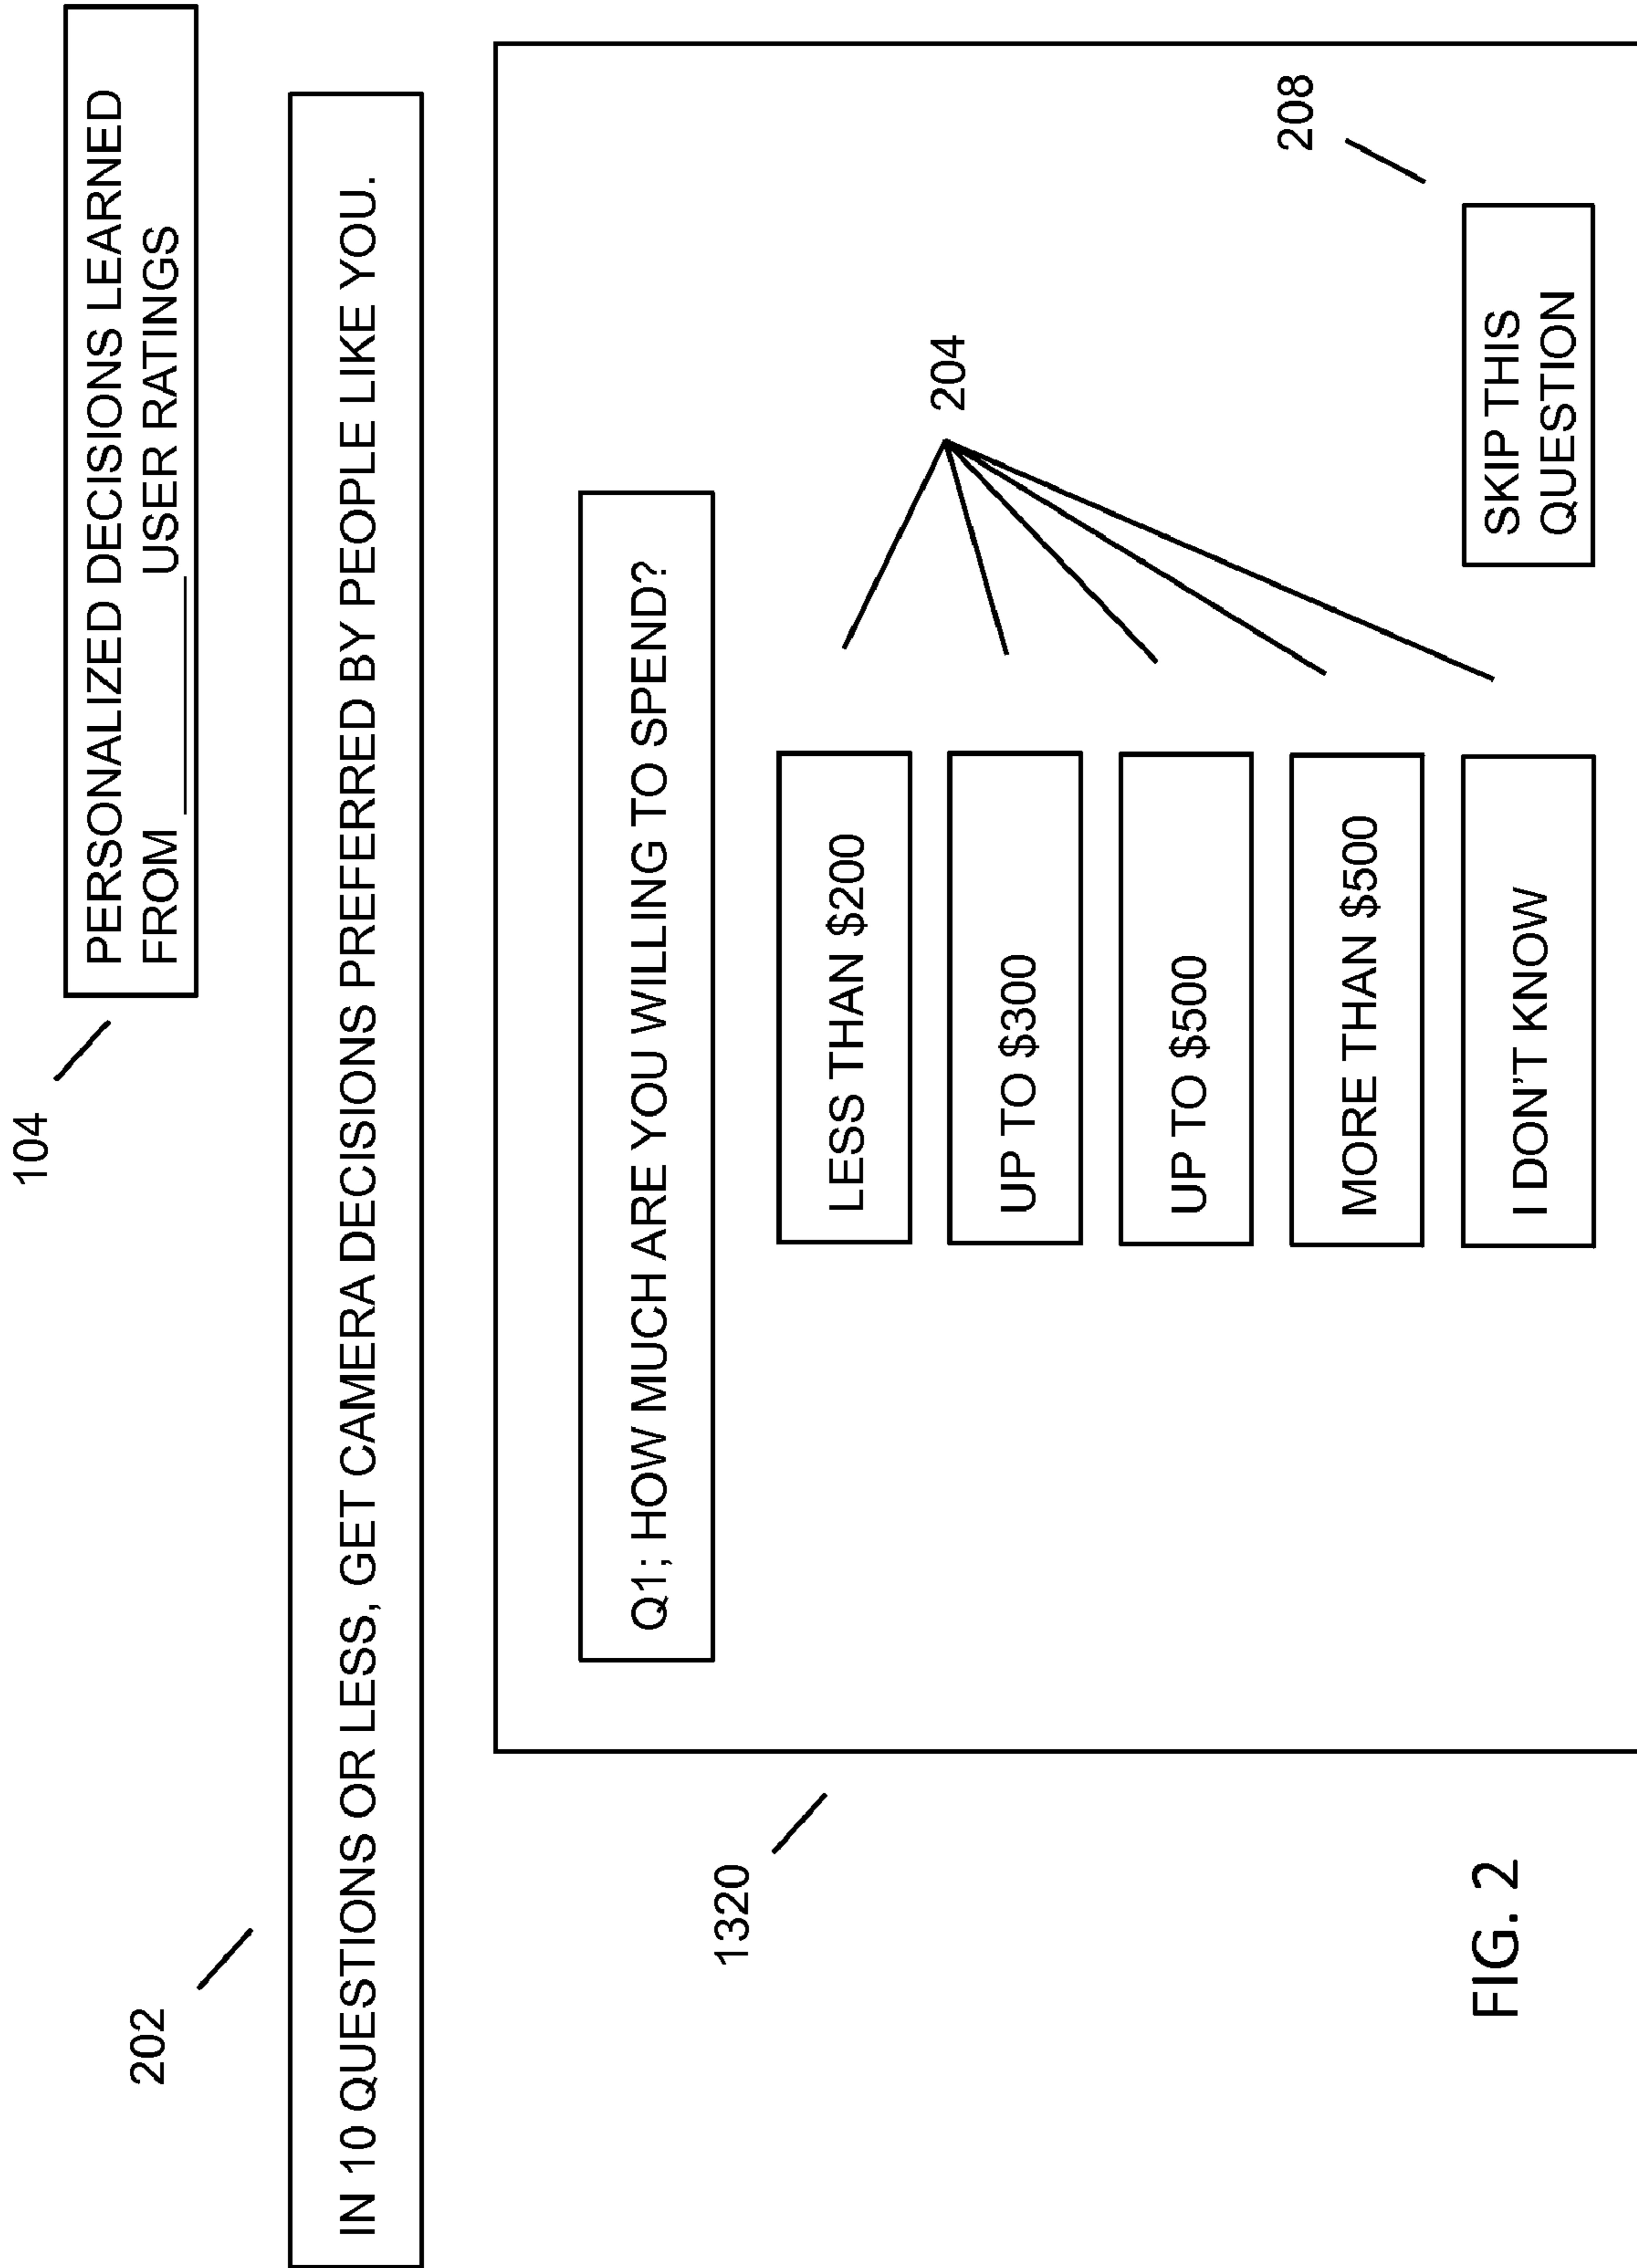 104
PERSONALIZED DECISIONS LEARNED
FROM __________ USER RATINGS
202
IN 10 QUESTIONS OR LESS, GET CAMERA DECISIONS PREFERRED BY PEOPLE LIKE YOU.
1320
Q1; HOW MUCH ARE YOU WILLING TO SPEND?
LESS THAN $200
204
UP TO $300
UP TO $500
MORE THAN $500
208
I DON'T KNOW
SKIP THIS
QUESTION
FIG. 2